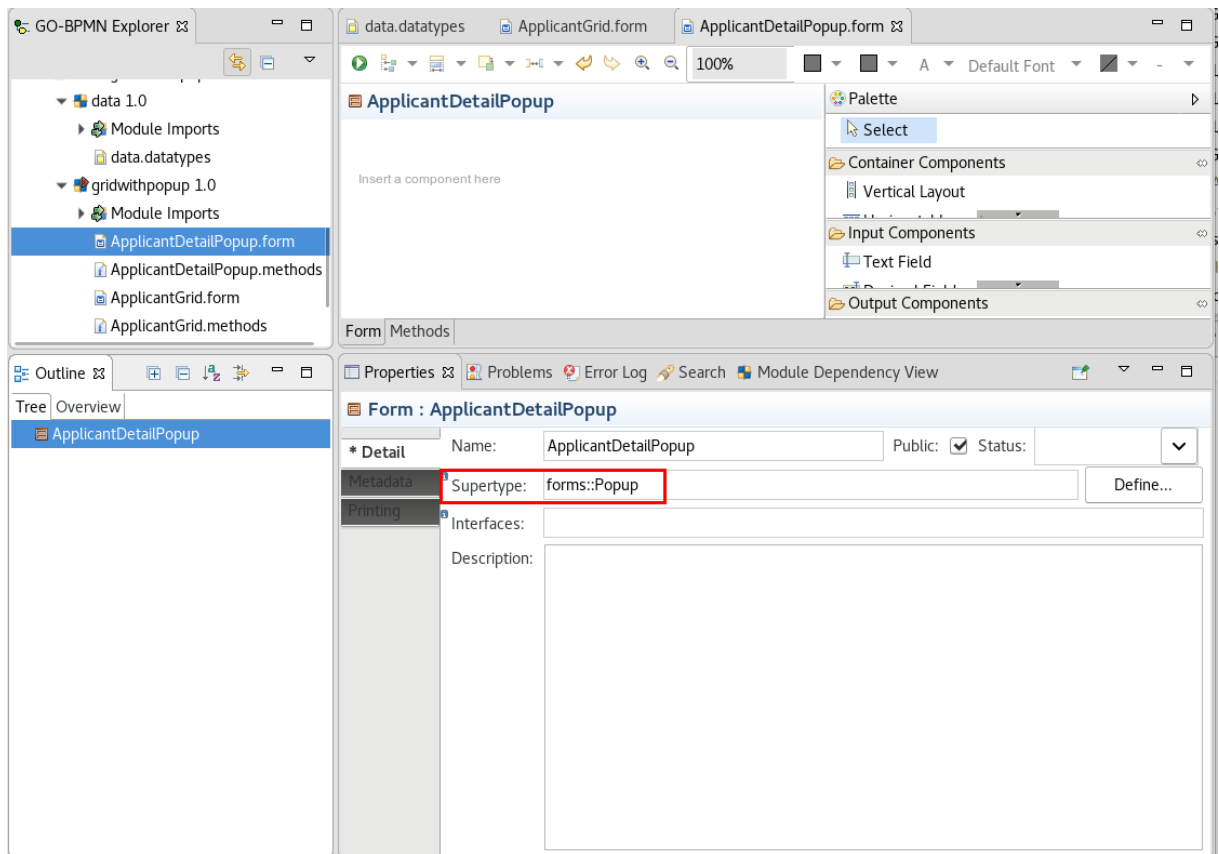 GO-BPMN Explorer
data 1.0
Module Imports
data.datatypes
gridwithpopup 1.0
Module Imports
ApplicantDetailPopup.form
ApplicantDetailPopup.methods
ApplicantGrid.form
ApplicantGrid.methods
data.datatypes ApplicantGrid.form ApplicantDetailPopup.form
100% A Default Font -
ApplicantDetailPopup
Insert a component here
Palette
Select
Container Components
Vertical Layout
Input Components
Text Field
Output Components
Form Methods
Outline
Tree Overview
ApplicantDetailPopup
Properties Problems Error Log Search Module Dependency View
Form : ApplicantDetailPopup
* Detail
Metadata
Printing
Name: ApplicantDetailPopup Public: Status:
Supertype: forms::Popup Define...
Interfaces:
Description: